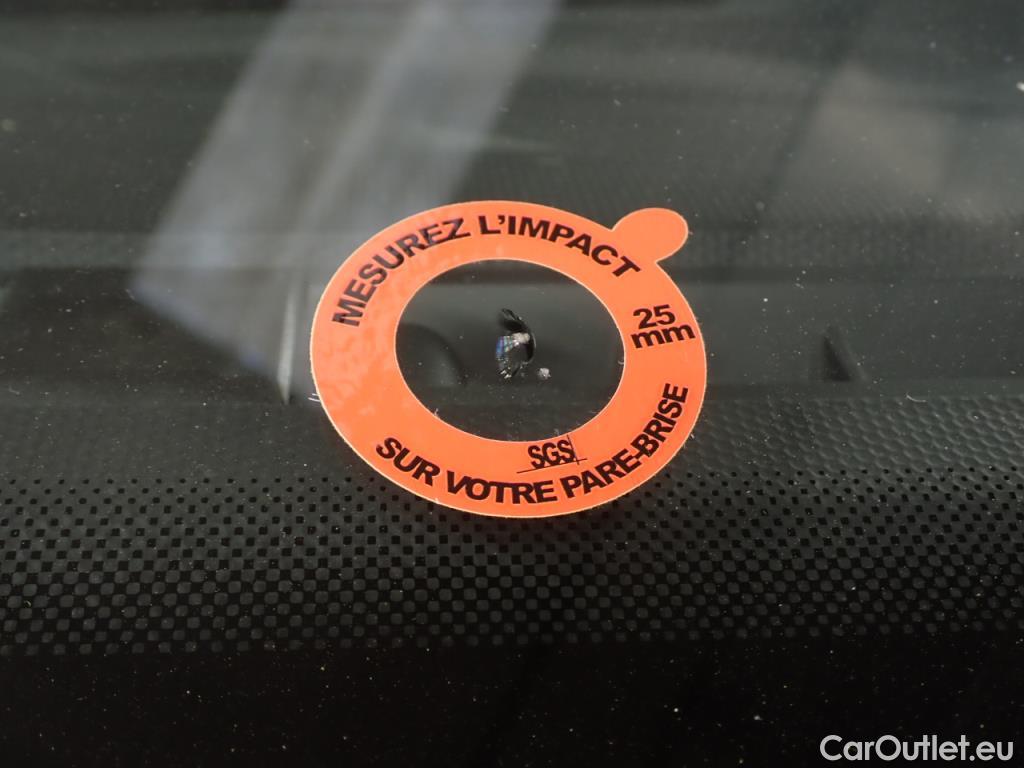 MESUREZ L'IMPACT
25
mm
SGS
SUR VOTRE PARE-BRISE
CarOutlet.eu